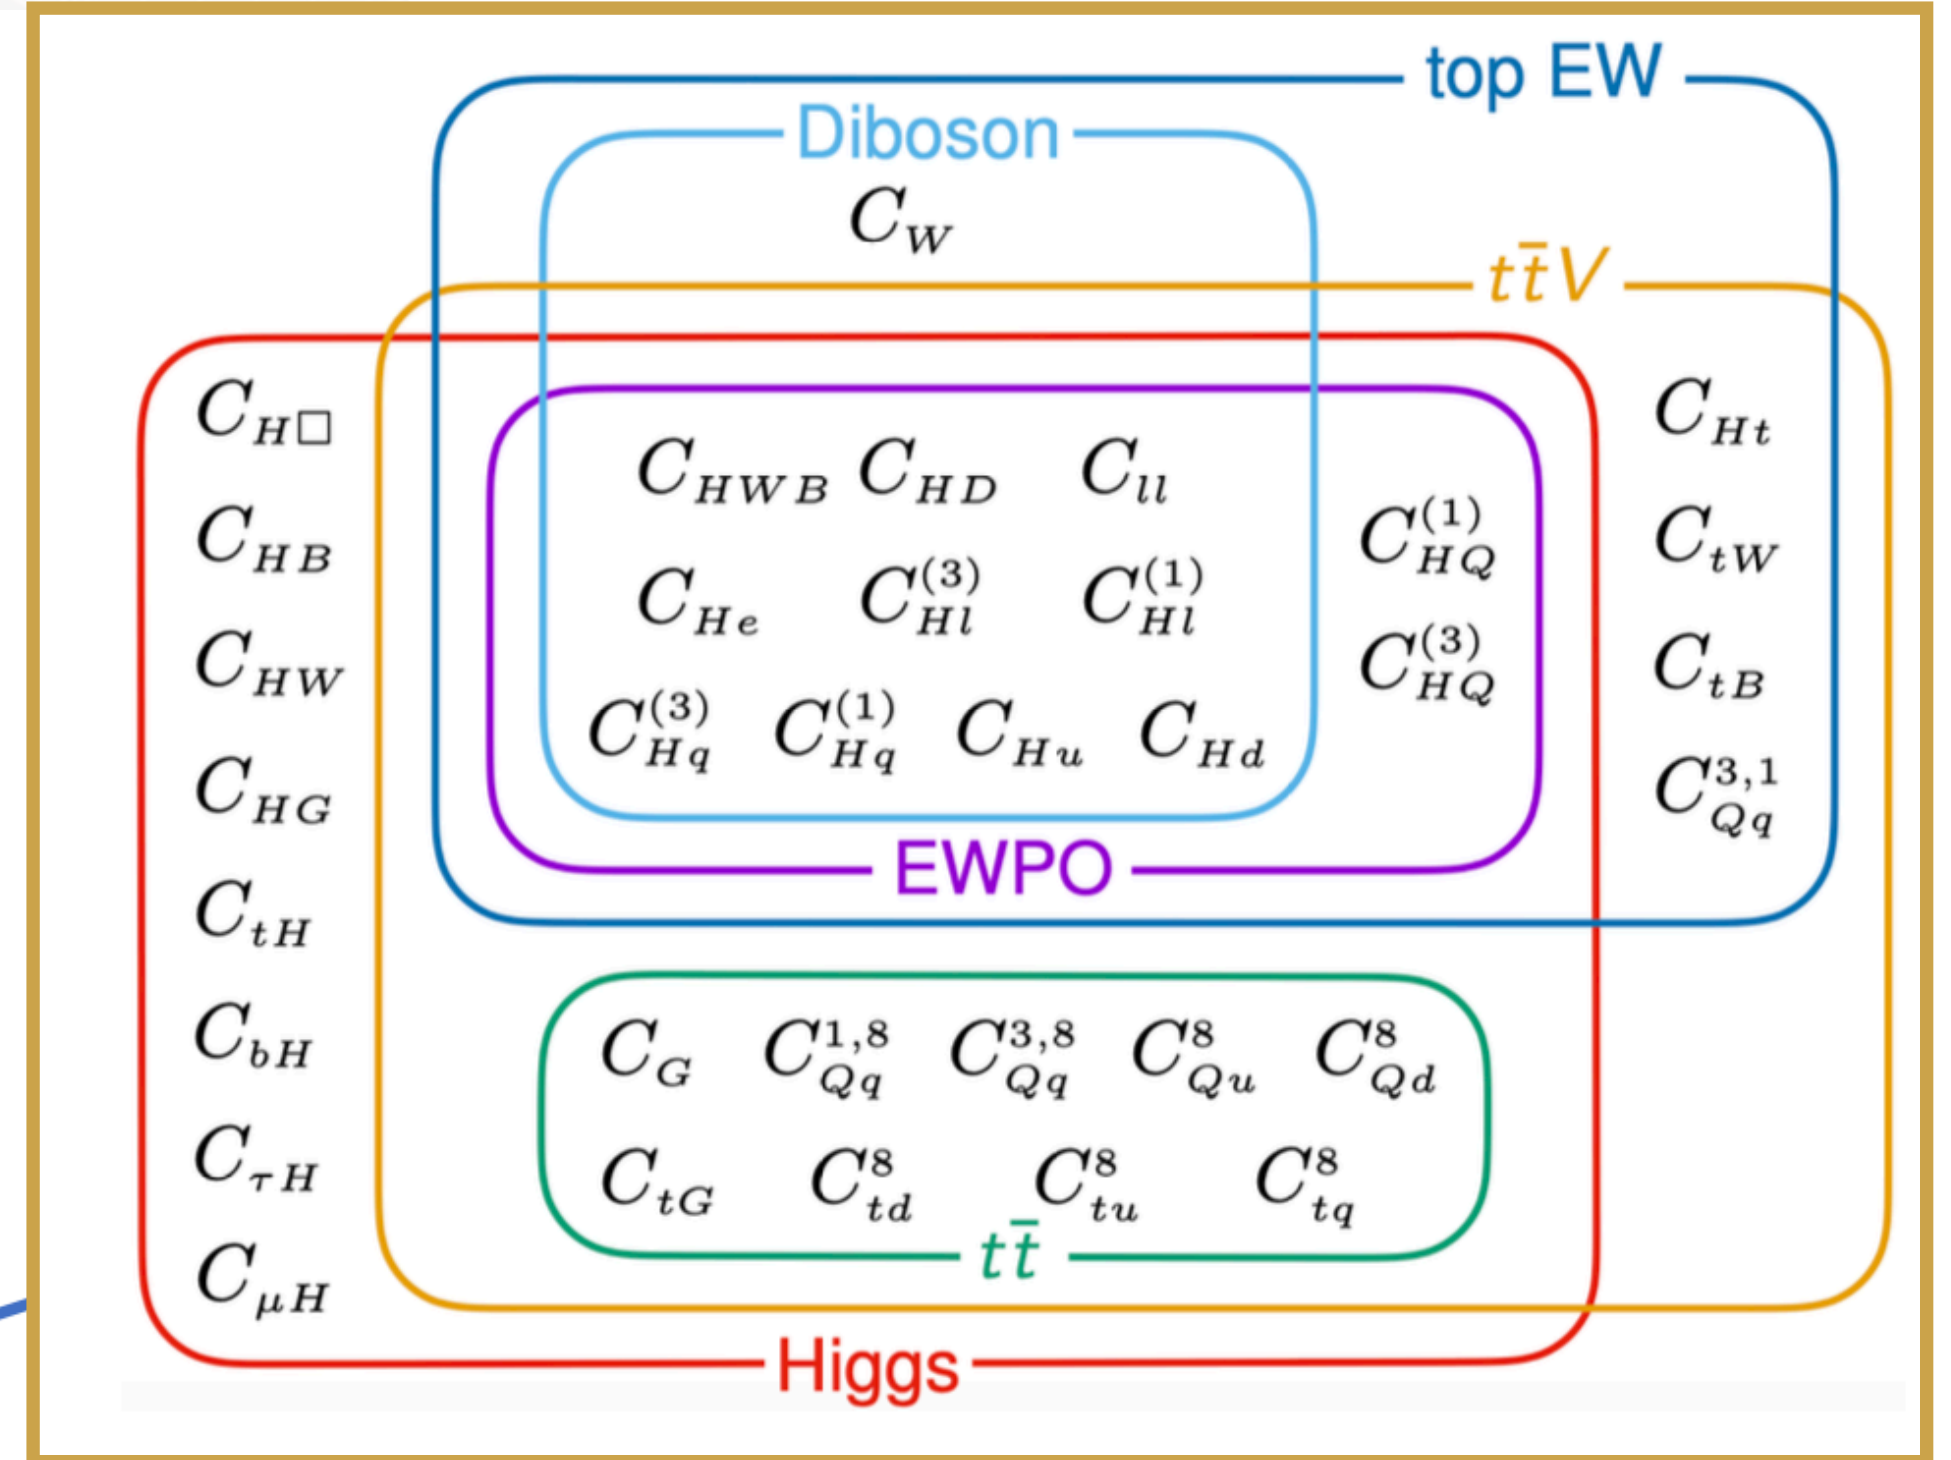 top EW
Diboson
C_W
tt̄V
C_{H□}
C_{HB}
C_{HW}
C_{HG}
C_{tH}
C_{bH}
C_{τH}
C_{μH}
C_{HWB} C_{HD} C_{ll}
C_{He} C_{Hl}^{(3)} C_{Hl}^{(1)}
C_{Hq}^{(3)} C_{Hq}^{(1)} C_{Hu} C_{Hd}
C_{HQ}^{(1)}
C_{HQ}^{(3)}
C_{Ht}
C_{tW}
C_{tB}
C_{Qq}^{3,1}
EWPO
C_G C_{Qq}^{1,8} C_{Qq}^{3,8} C_{Qu}^{8} C_{Qd}^{8}
C_{tG} C_{td}^{8} C_{tu}^{8} C_{tq}^{8}
tt̄
Higgs